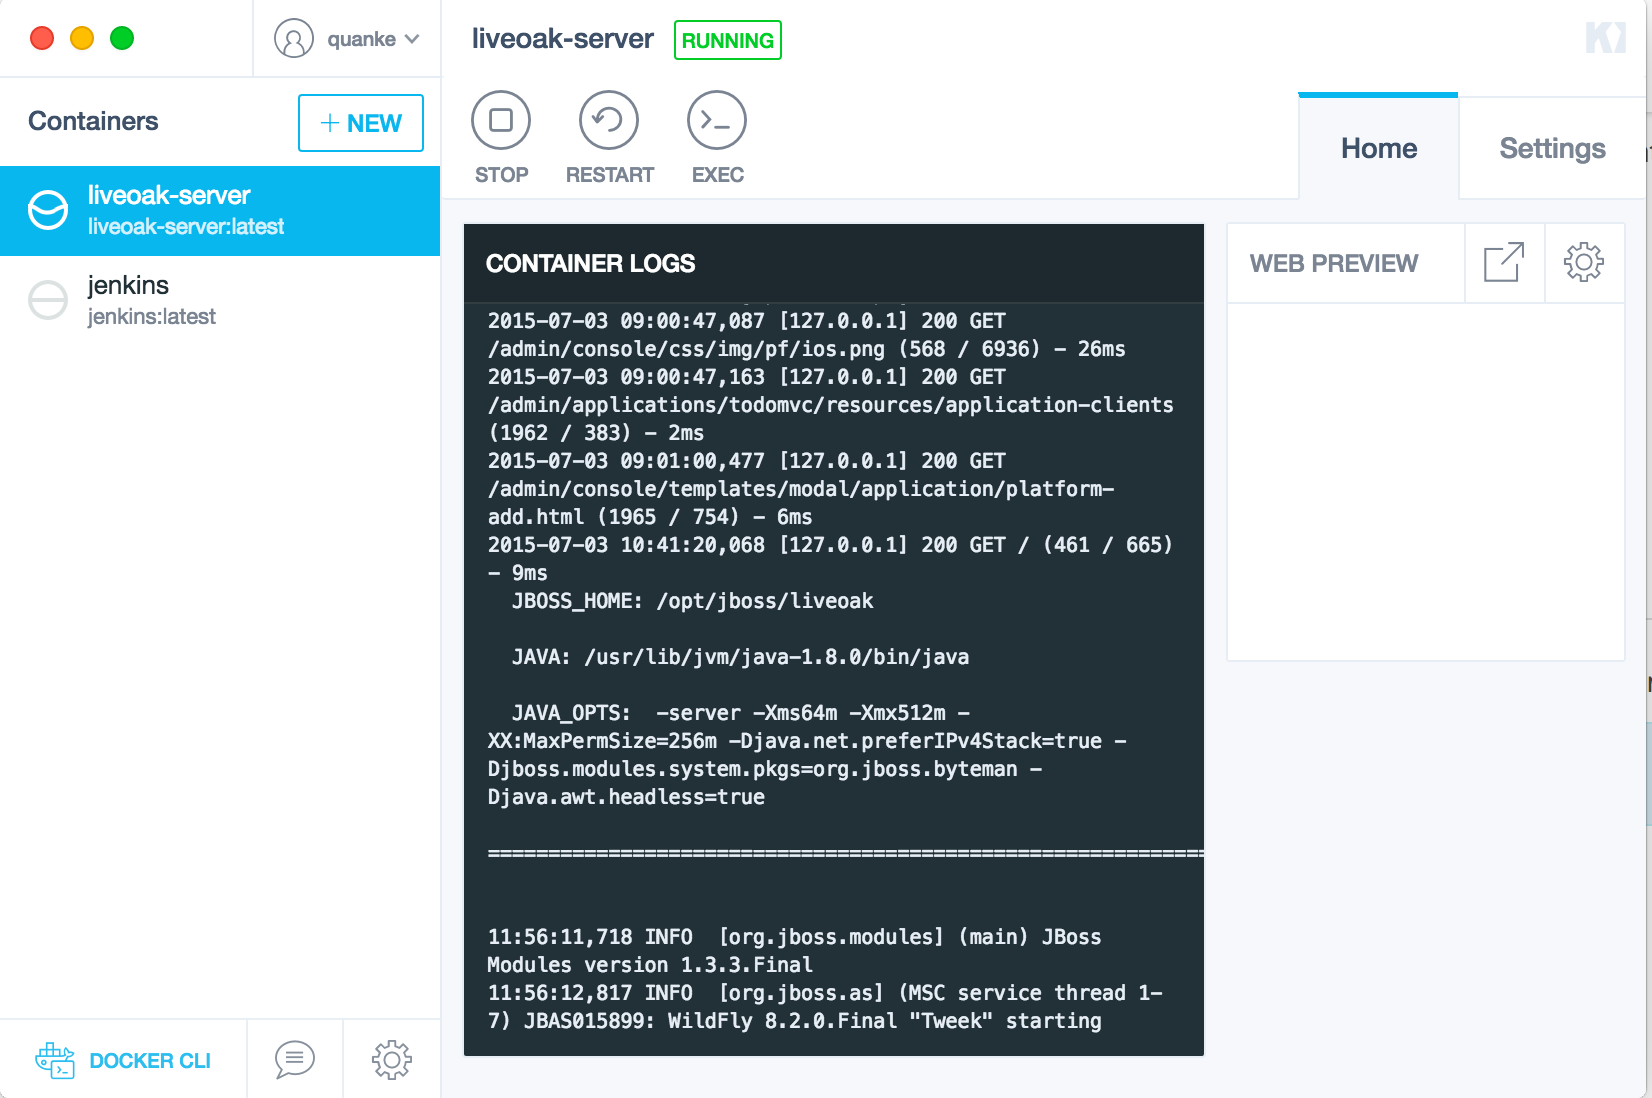 quanke
liveoak-server RUNNING
Containers
+ NEW
STOP RESTART EXEC
Home
Settings
liveoak-server
liveoak-server:latest
jenkins
jenkins:latest
CONTAINER LOGS
2015-07-03 09:00:47,087 [127.0.0.1] 200 GET
/admin/console/css/img/pf/ios.png (568 / 6936) - 26ms
2015-07-03 09:00:47,163 [127.0.0.1] 200 GET
/admin/applications/todomvc/resources/application-clients
(1962 / 383) - 2ms
2015-07-03 09:01:00,477 [127.0.0.1] 200 GET
/admin/console/templates/modal/application/platform-
add.html (1965 / 754) - 6ms
2015-07-03 10:41:20,068 [127.0.0.1] 200 GET / (461 / 665)
- 9ms
JBOSS_HOME: /opt/jboss/liveoak
JAVA: /usr/lib/jvm/java-1.8.0/bin/java
JAVA_OPTS:  -server -Xms64m -Xmx512m -
XX:MaxPermSize=256m -Djava.net.preferIPv4Stack=true -
Djboss.modules.system.pkgs=org.jboss.byteman -
Djava.awt.headless=true
============================================================
11:56:11,718 INFO  [org.jboss.modules] (main) JBoss
Modules version 1.3.3.Final
11:56:12,817 INFO  [org.jboss.as] (MSC service thread 1-
7) JBAS015899: WildFly 8.2.0.Final "Tweek" starting
WEB PREVIEW
DOCKER CLI